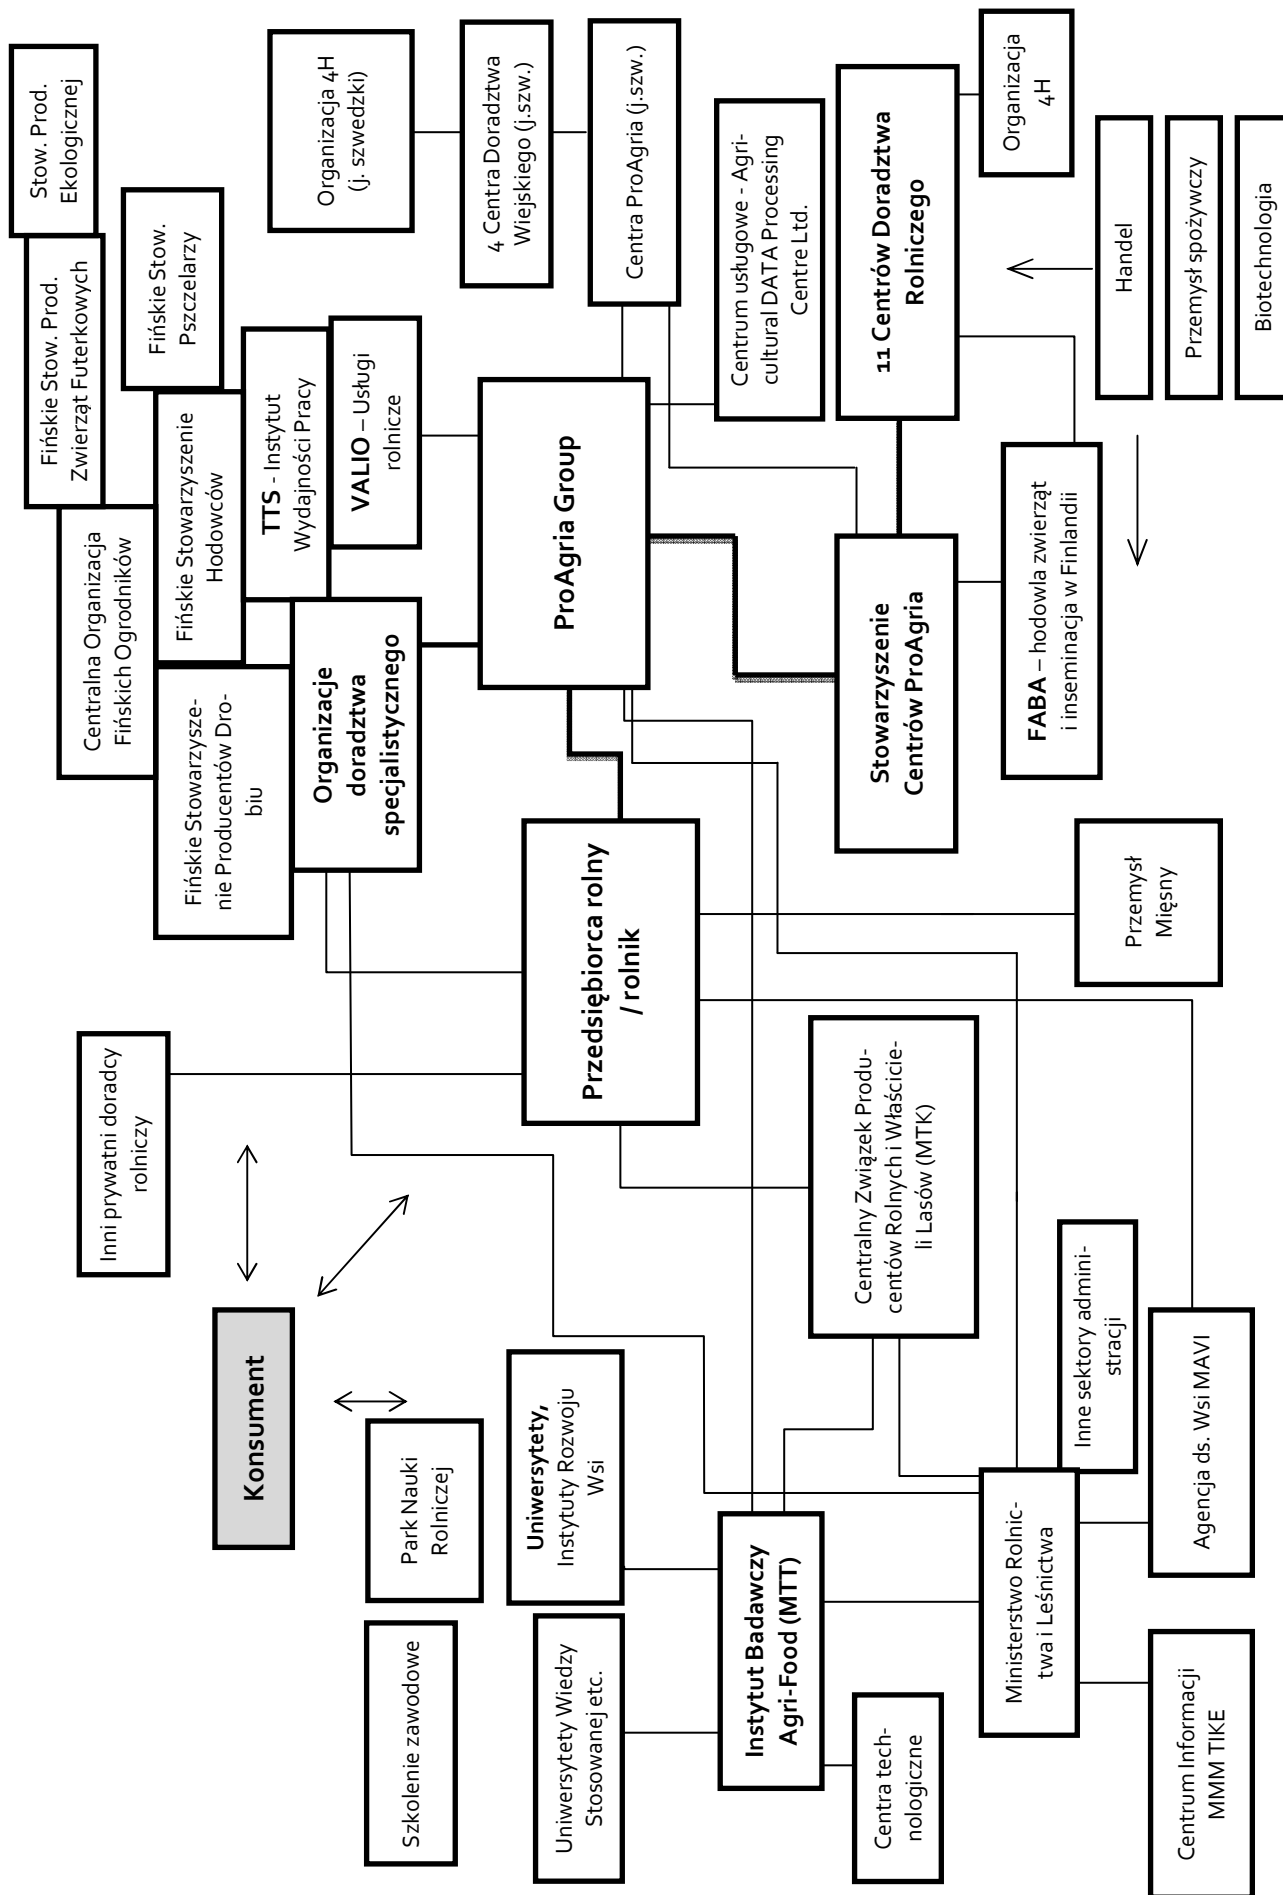 Szkolenie zawodowe
Park Nauki
Rolniczej
Konsument
Inni prywatni doradcy
rolniczy
Fińskie Stowarzysze-
nie Producentów Dro-
biu
Centralna Organizacja
Fińskich Ogrodników
Fińskie Stow. Prod.
Zwierząt Futerkowych
Stow. Prod.
Ekologicznej
Fińskie Stowarzyszenie
Hodowców
Fińskie Stow.
Pszczelarzy
Organizacje
doradztwa
specjalistycznego
TTS - Instytut
Wydajności Pracy
VALIO – Usługi
rolnicze
Organizacja 4H
(j. szwedzki)
4 Centra Doradztwa
Wiejskiego (j.szw.)
Centra ProAgria (j.szw.)
Uniwersytety Wiedzy
Stosowanej etc.
Uniwersytety,
Instytuty Rozwoju
Wsi
Przedsiębiorca rolny
/ rolnik
ProAgria Group
Centrum usługowe - Agri-
cultural DATA Processing
Centre Ltd.
Instytut Badawczy
Agri-Food (MTT)
Centra tech-
nologiczne
Centralny Związek Produ-
centów Rolnych i Właścicie-
li Lasów (MTK)
Stowarzyszenie
Centrów ProAgria
11 Centrów Doradztwa
Rolniczego
Organizacja
4H
Ministerstwo Rolnic-
twa i Leśnictwa
Inne sektory admini-
stracji
FABA – hodowla zwierząt
i inseminacja w Finlandii
Centrum Informacji
MMM TIKE
Agencja ds. Wsi MAVI
Przemysł
Mięsny
Handel
Przemysł spożywczy
Biotechnologia